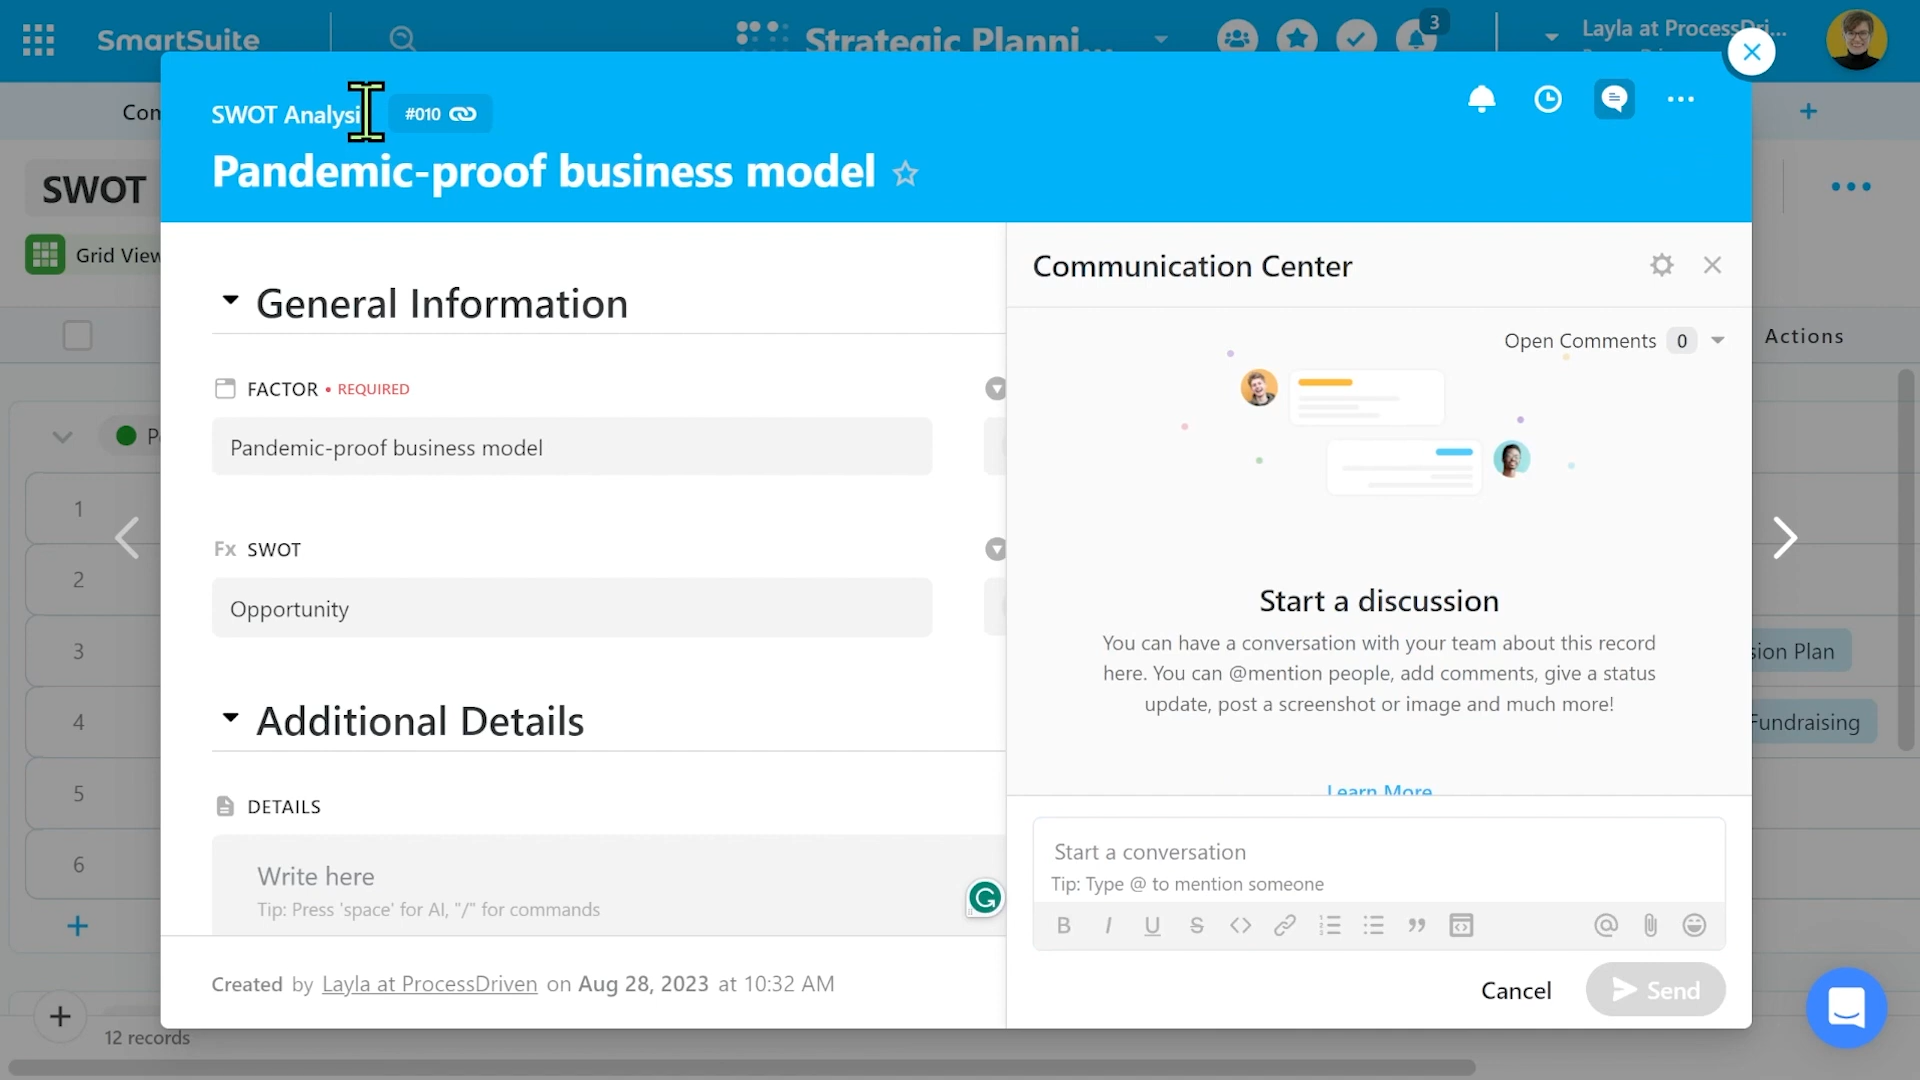 SmartSuite
Strategic Planni...
3
Layla at ProcessDri...
SWOT Analysi
#010
Pandemic-proof business model
SWOT
Grid View
General Information
Communication Center
Open Comments 0
Actions
FACTOR • REQUIRED
Pandemic-proof business model
Fx SWOT
Opportunity
Start a discussion
You can have a conversation with your team about this record
here. You can @mention people, add comments, give a status
update, post a screenshot or image and much more!
Learn More
1
2
3
4
5
6
sion Plan
Fundraising
Additional Details
DETAILS
Write here
Tip: Press 'space' for AI, "/" for commands
Start a conversation
Tip: Type @ to mention someone
B I U S
Created by Layla at ProcessDriven on Aug 28, 2023 at 10:32 AM
Cancel
Send
12 records